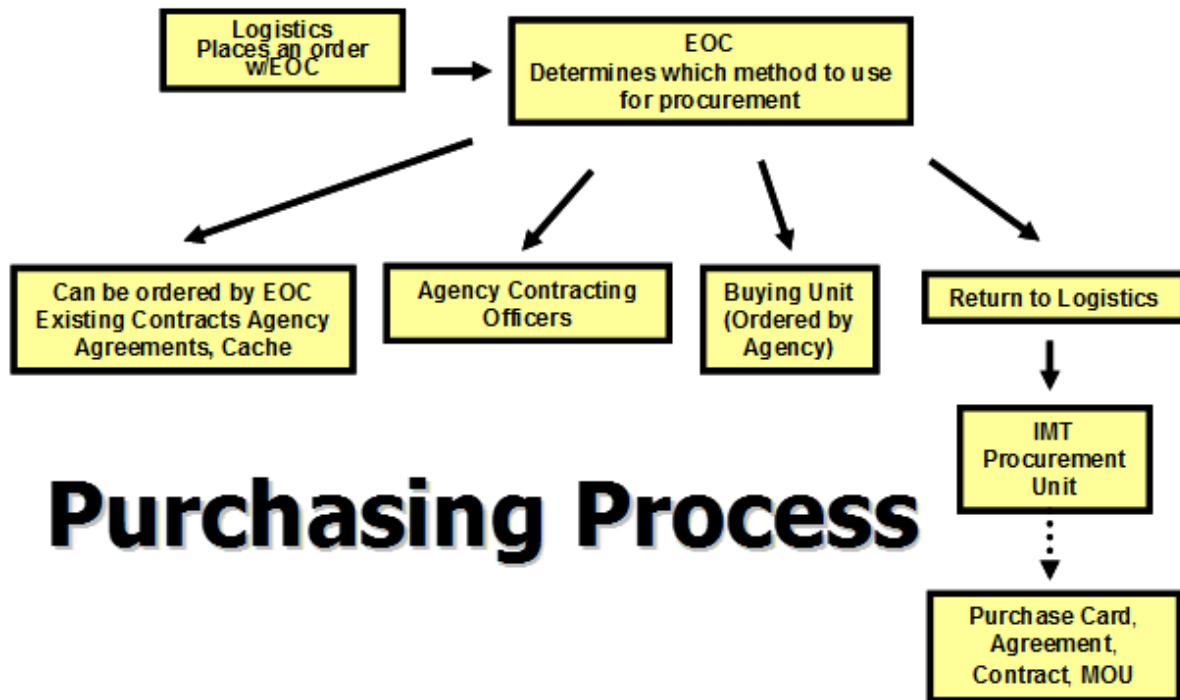 Logistics
Places an order
w/EOC
EOC
Determines which method to use
for procurement
Can be ordered by EOC
Existing Contracts Agency
Agreements, Cache
Agency Contracting
Officers
Buying Unit
(Ordered by
Agency)
Return to Logistics
IMT
Procurement
Unit
Purchasing Process
Purchase Card,
Agreement,
Contract, MOU